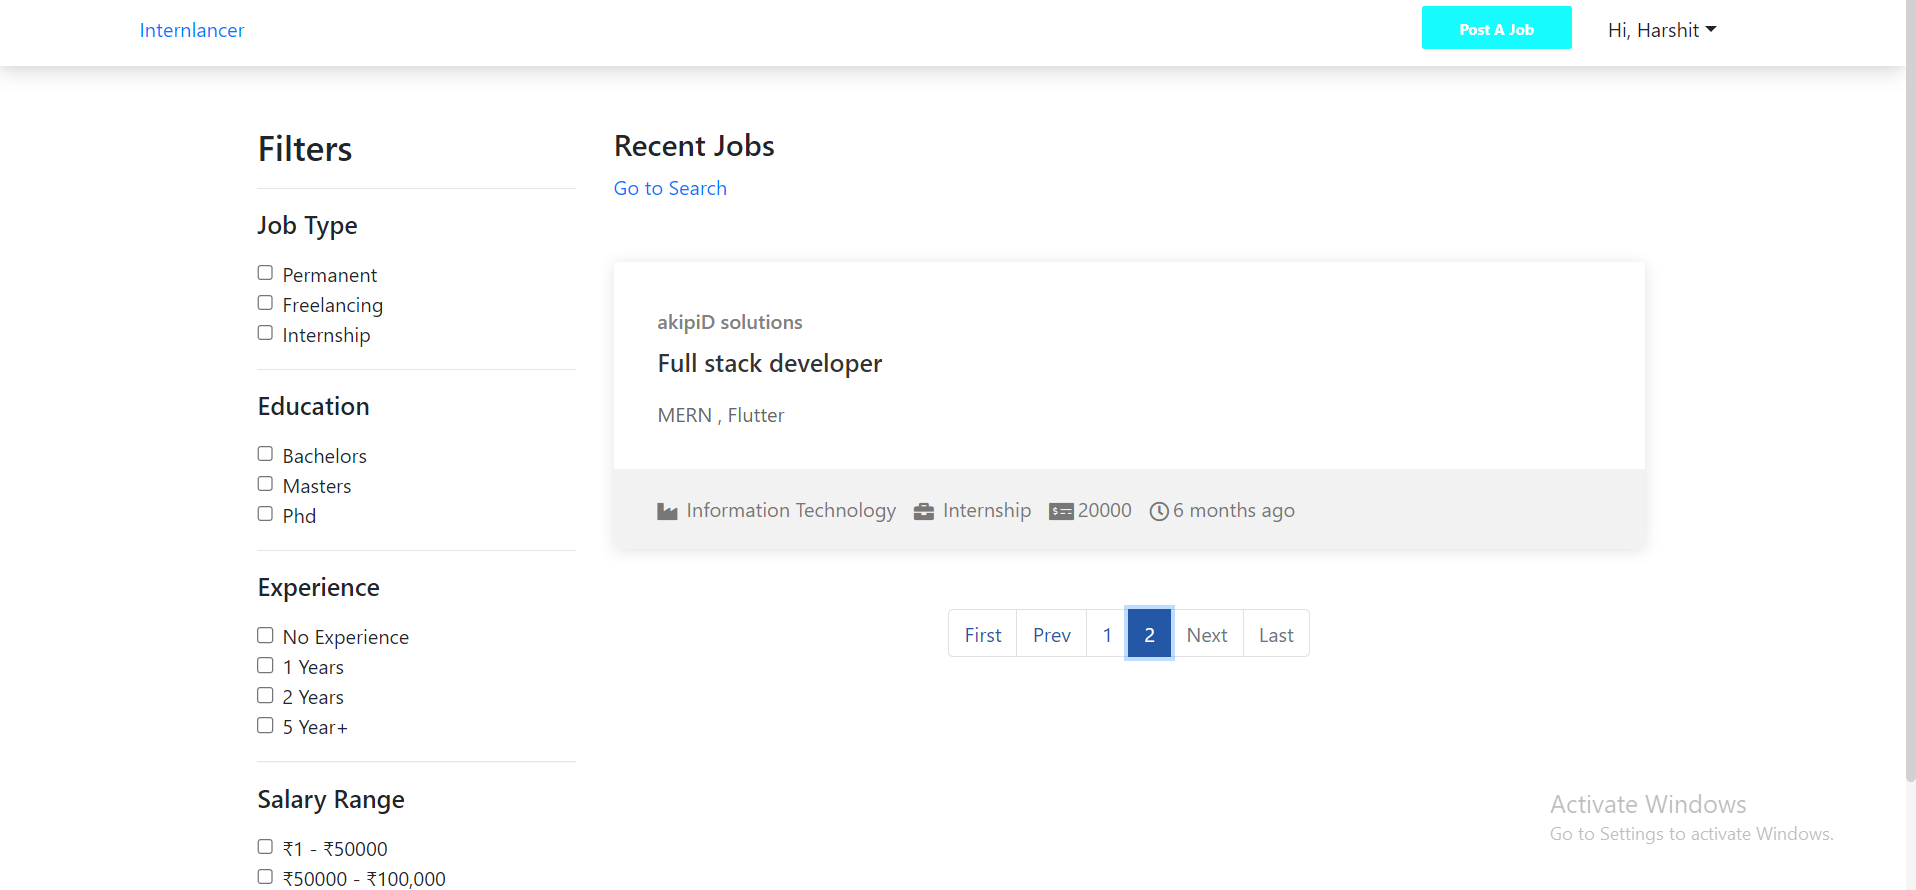 Internlancer
Post A Job
Hi, Harshit
Filters
Job Type
Permanent
Freelancing
Internship
Education
Bachelors
Masters
Phd
Experience
No Experience
1 Years
2 Years
5 Year+
Salary Range
₹1 - ₹50000
₹50000 - ₹100,000
Recent Jobs
Go to Search
akipiD solutions
Full stack developer
MERN , Flutter
Information Technology Internship 20000 6 months ago
First Prev 1 2 Next Last
Activate Windows
Go to Settings to activate Windows.